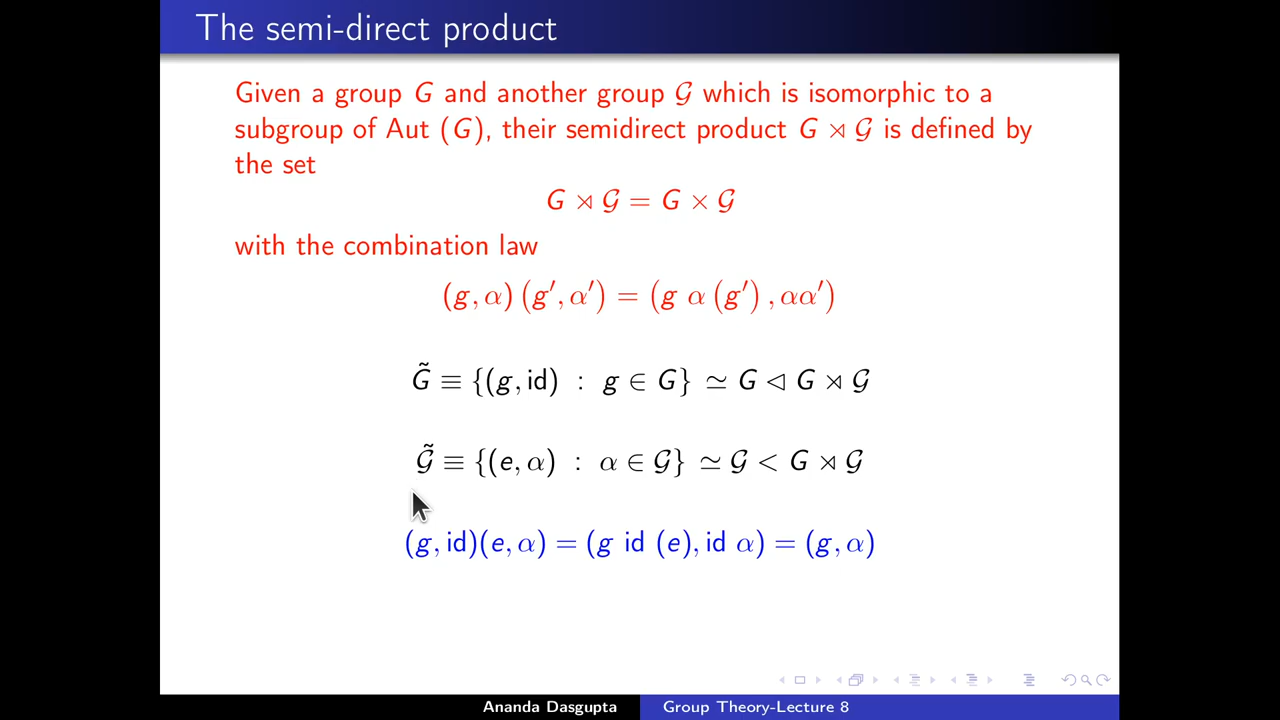 The semi-direct product
Given a group G and another group 𝒢 which is isomorphic to a
subgroup of Aut (G), their semidirect product G ⋊ 𝒢 is defined by
the set
G ⋊ 𝒢 = G × 𝒢
with the combination law
(g, α) (g′, α′) = (g α (g′) , αα′)
G̃ ≡ {(g, id) : g ∈ G} ≃ G ◁ G ⋊ 𝒢
𝒢̃ ≡ {(e, α) : α ∈ 𝒢} ≃ 𝒢 < G ⋊ 𝒢
(g, id)(e, α) = (g id (e), id α) = (g, α)
Ananda Dasgupta Group Theory-Lecture 8